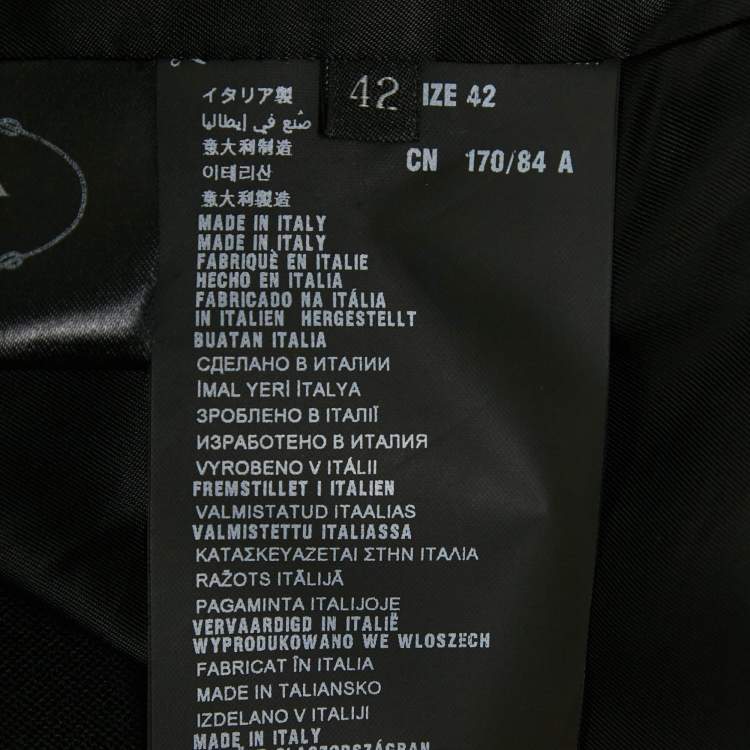 イタリア製
صُنع في إيطاليا
意大利制造
이테리산
意大利製造
42
IZE 42
CN 170/84 A
MADE IN ITALY
MADE IN ITALY
FABRIQUÈ EN ITALIE
HECHO EN ITALIA
FABRICADO NA ITÁLIA
IN ITALIEN HERGESTELLT
BUATAN ITALIA
СДЕЛАНО В ИТАЛИИ
İMAL YERİ İTALYA
ЗРОБЛЕНО В ІТАЛІЇ
ИЗРАБОТЕНО В ИТАЛИЯ
VYROBENO V ITÁLII
FREMSTILLET I ITALIEN
VALMISTATUD ITAALIAS
VALMISTETTU ITALIASSA
ΚΑΤΑΣΚΕΥΑΖΕΤΑΙ ΣΤΗΝ ΙΤΑΛΙΑ
RAŽOTS ITĀLIJĀ
PAGAMINTA ITALIJOJE
VERVAARDIGD IN ITALIË
WYPRODUKOWANO WE WLOSZECH
FABRICAT ÎN ITALIA
MADE IN TALIANSKO
IZDELANO V ITALIJI
MADE IN ITALY